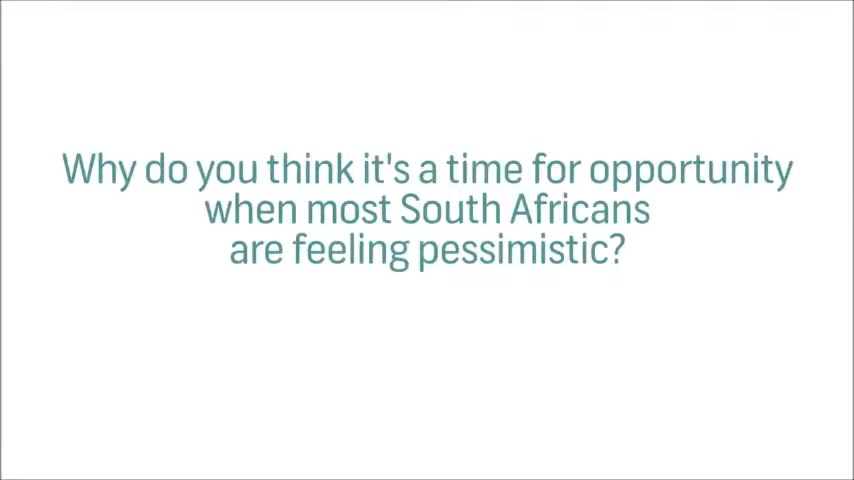 Why do you think it's a time for opportunity
when most South Africans
are feeling pessimistic?